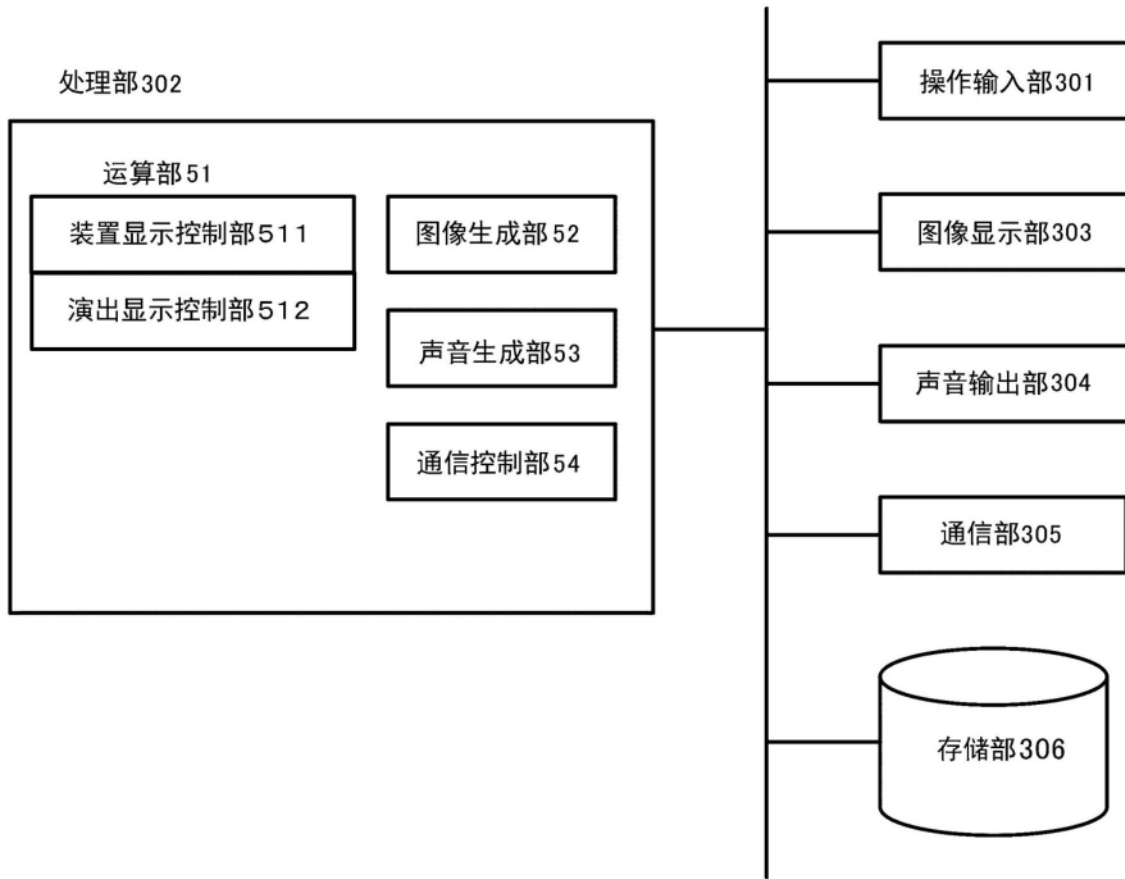 处理部302
运算部51
装置显示控制部511
演出显示控制部512
图像生成部52
声音生成部53
通信控制部54
操作输入部301
图像显示部303
声音输出部304
通信部305
存储部306